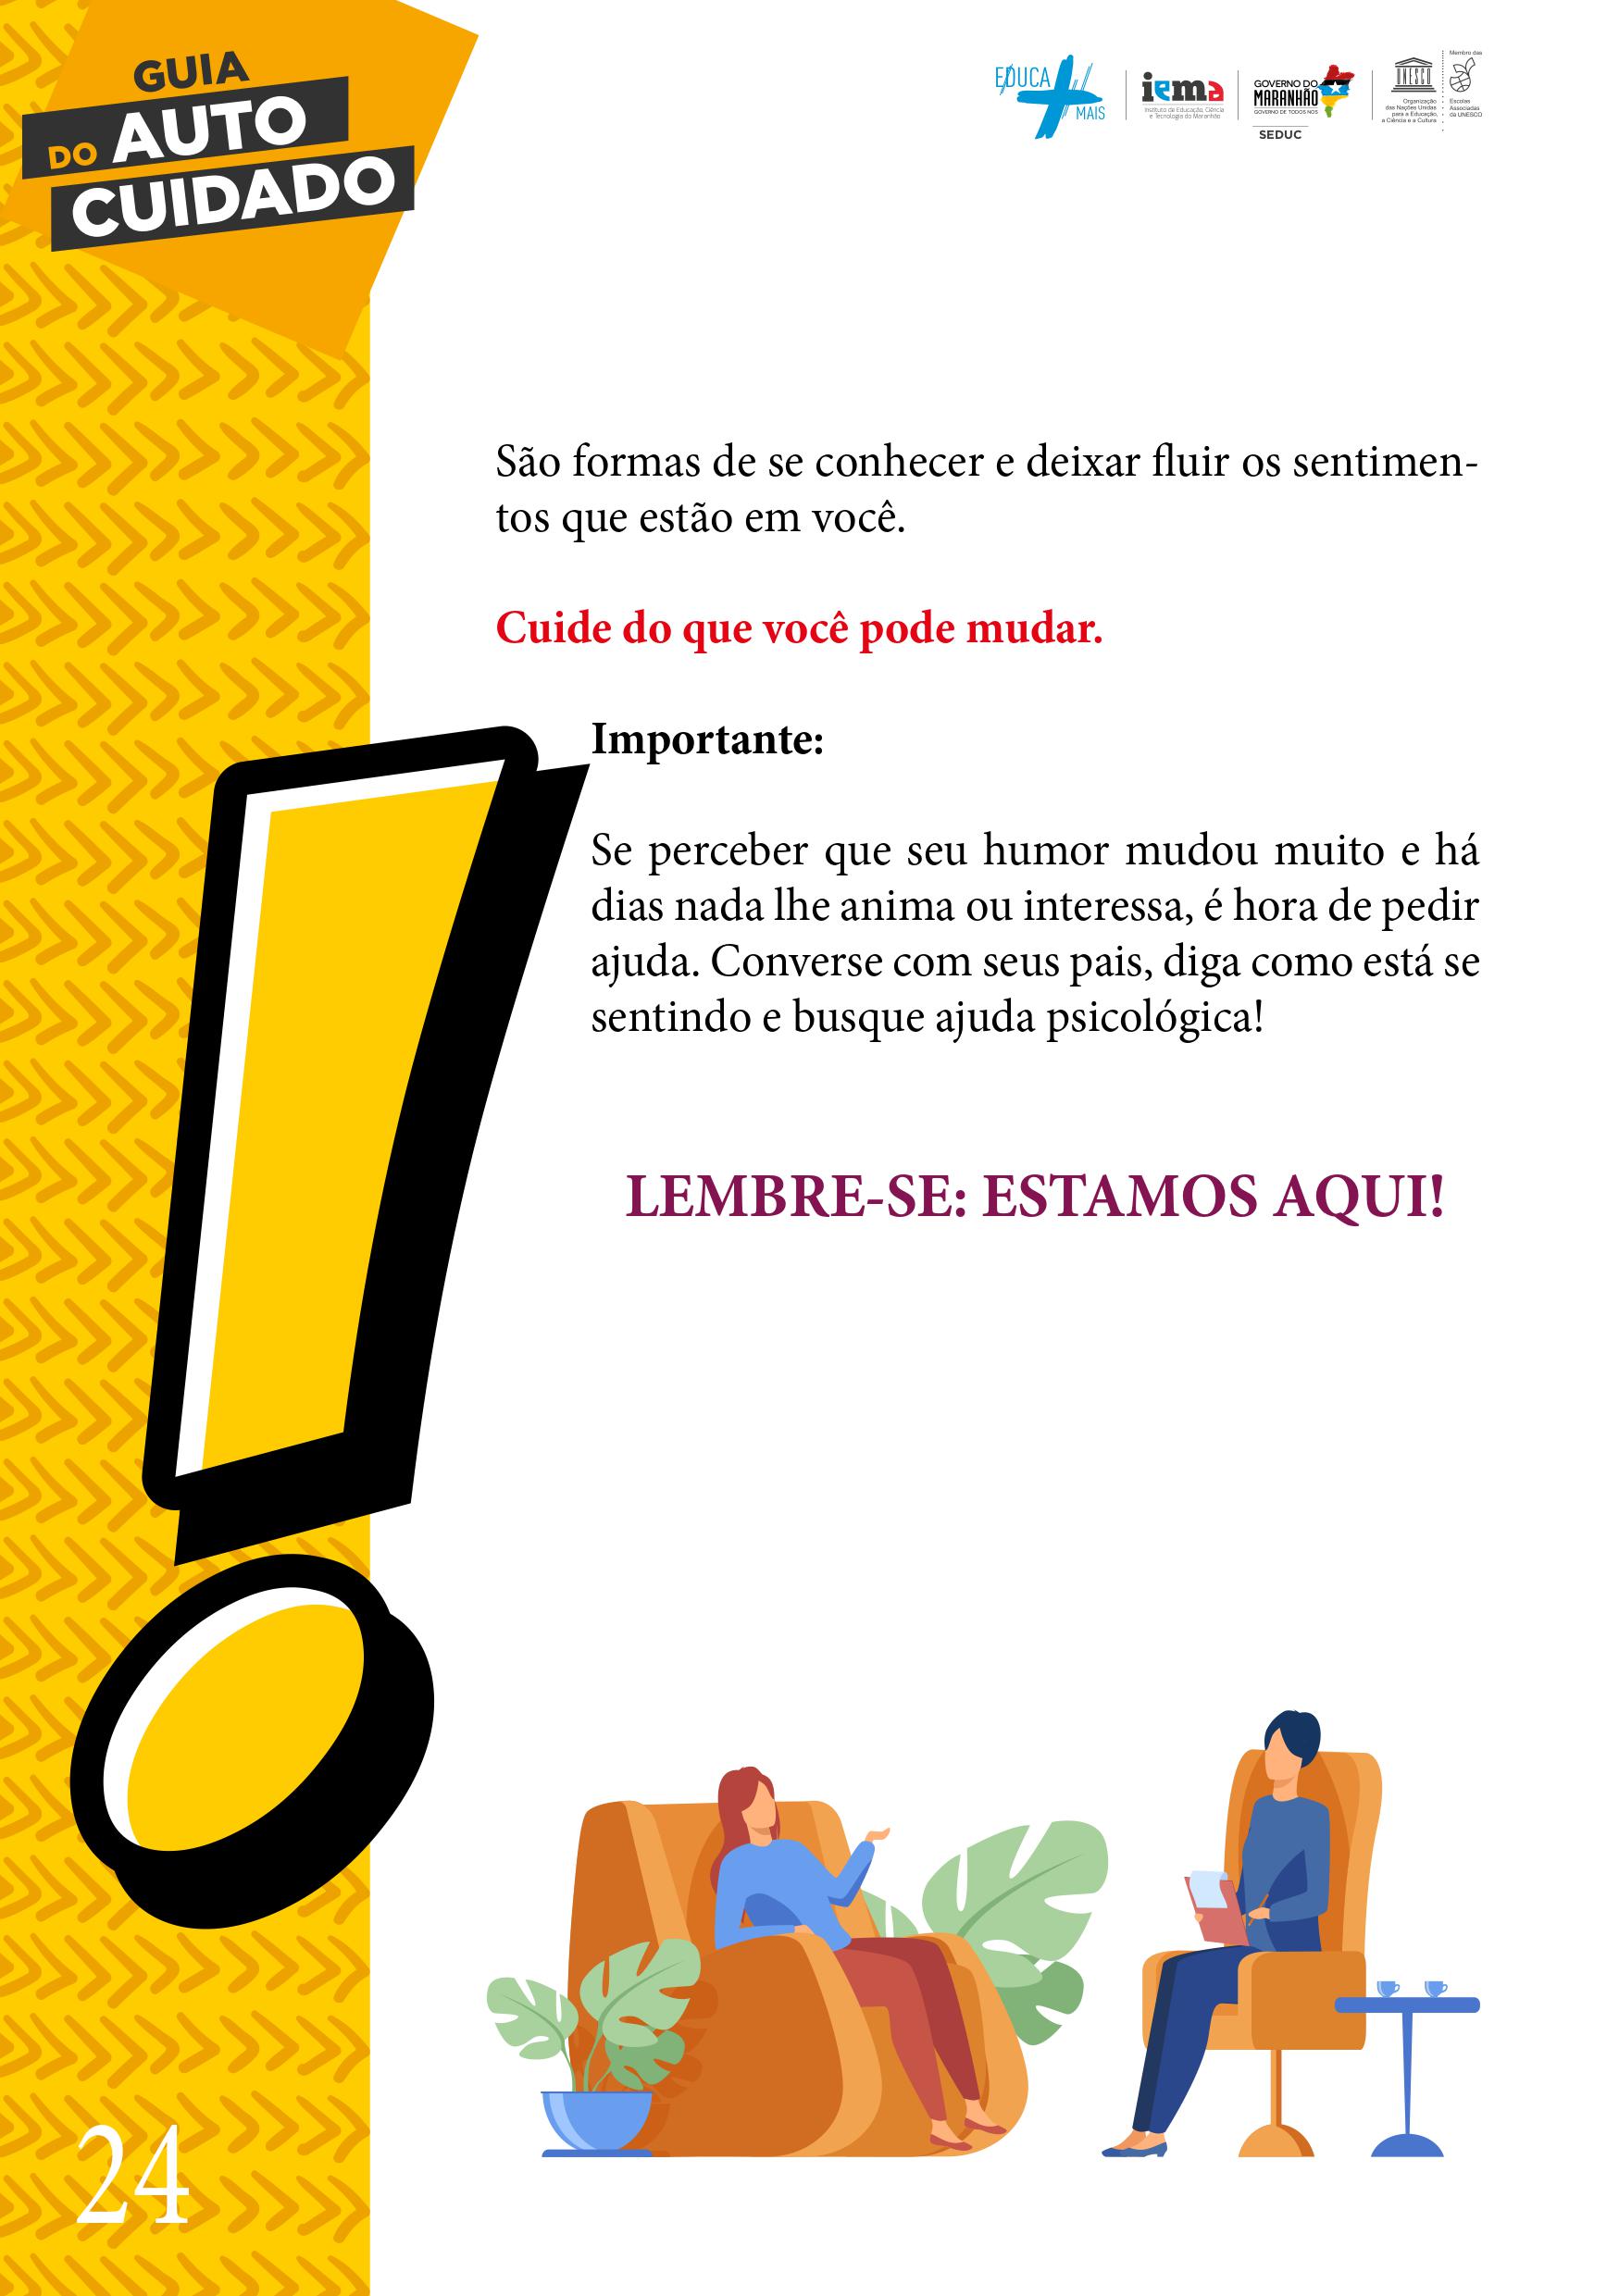 GUIA
DO AUTO
CUIDADO
EDUCA
MAIS
iema
Instituto de Educação, Ciência
e Tecnologia do Maranhão
GOVERNO DO
MARANHÃO
GOVERNO DE TODOS NÓS
SEDUC
UNESCO
Organização
das Nações Unidas
para a Educação,
a Ciência e a Cultura
Membro das
Escolas
Associadas
da UNESCO
São formas de se conhecer e deixar fluir os sentimen-
tos que estão em você.
Cuide do que você pode mudar.
Importante:
Se perceber que seu humor mudou muito e há
dias nada lhe anima ou interessa, é hora de pedir
ajuda. Converse com seus pais, diga como está se
sentindo e busque ajuda psicológica!
LEMBRE-SE: ESTAMOS AQUI!
!
24